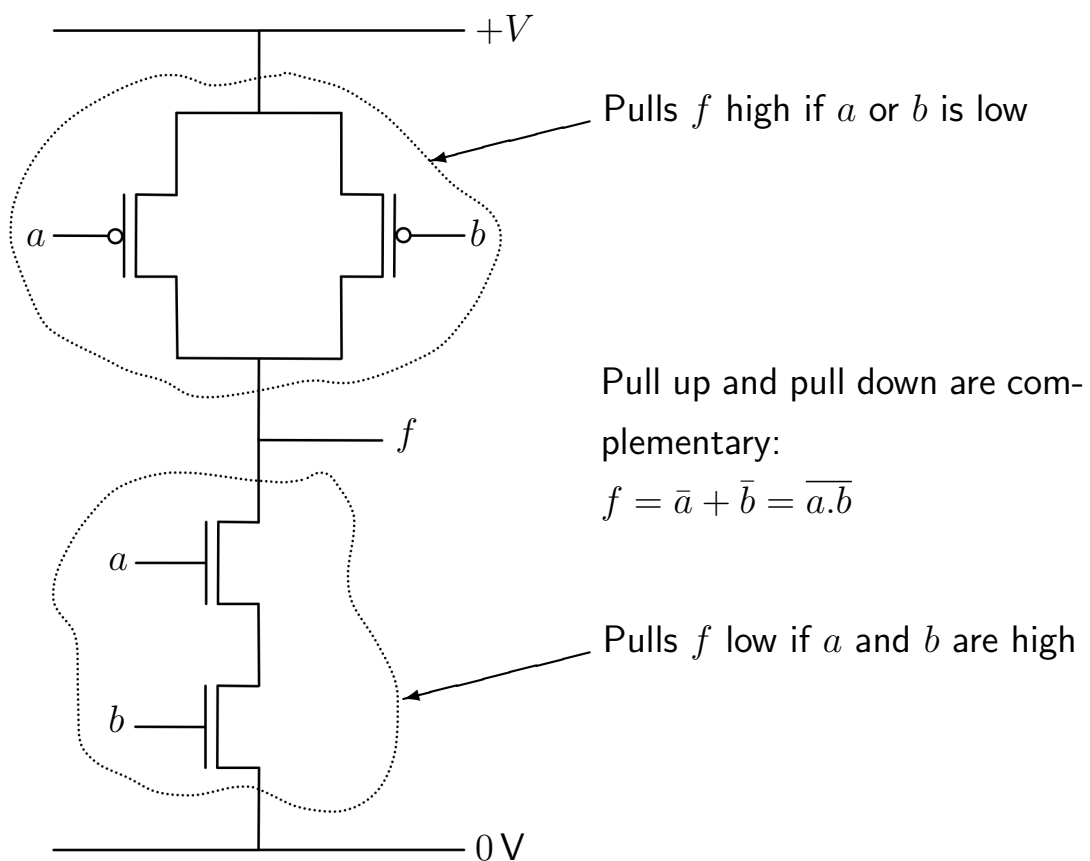 +V
Pulls f high if a or b is low
a
b
Pull up and pull down are com-
plementary:
f
f = a̅ + b̅ = a̅.̅b̅
a
Pulls f low if a and b are high
b
0 V